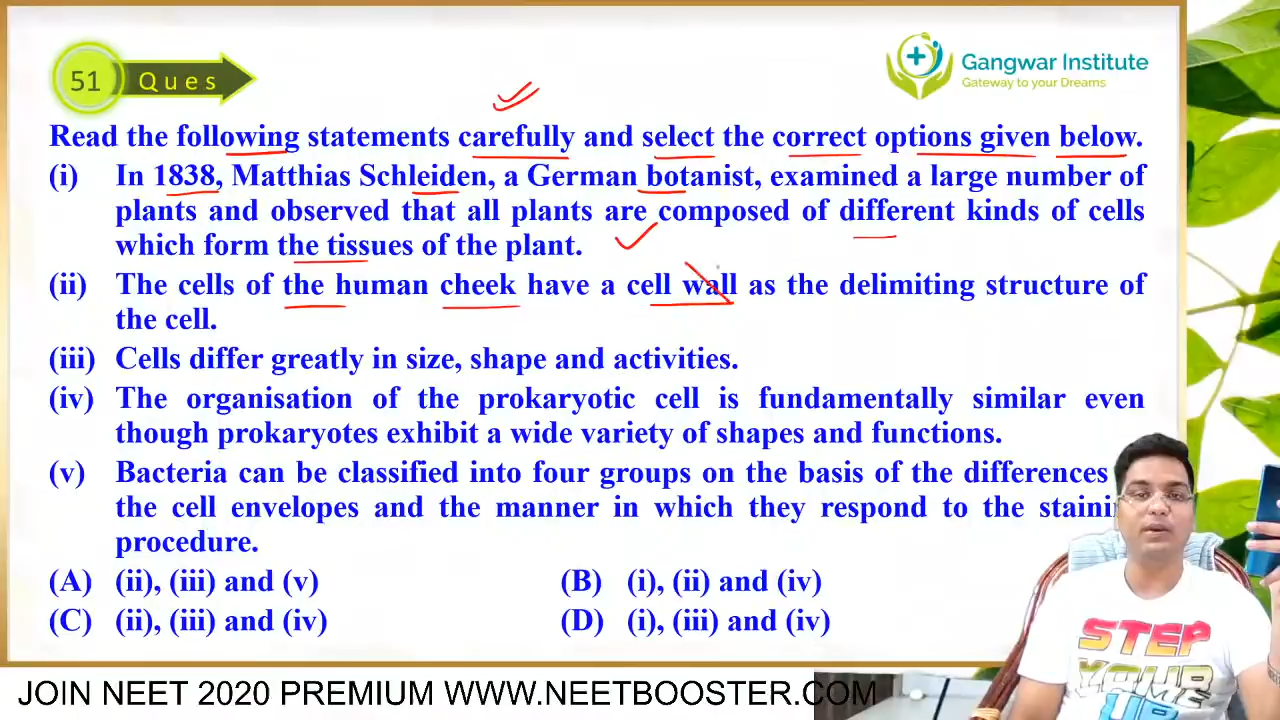 51 Ques
Gangwar Institute
Gateway to your Dreams
Read the following statements carefully and select the correct options given below.
(i) In 1838, Matthias Schleiden, a German botanist, examined a large number of
plants and observed that all plants are composed of different kinds of cells
which form the tissues of the plant.
(ii) The cells of the human cheek have a cell wall as the delimiting structure of
the cell.
(iii) Cells differ greatly in size, shape and activities.
(iv) The organisation of the prokaryotic cell is fundamentally similar even
though prokaryotes exhibit a wide variety of shapes and functions.
(v) Bacteria can be classified into four groups on the basis of the differences
the cell envelopes and the manner in which they respond to the
procedure.
(A) (ii), (iii) and (v) (B) (i), (ii) and (iv)
(C) (ii), (iii) and (iv) (D) (i), (iii) and (iv)
STEP
YOUR
UP
JOIN NEET 2020 PREMIUM WWW.NEETBOOSTER.COM